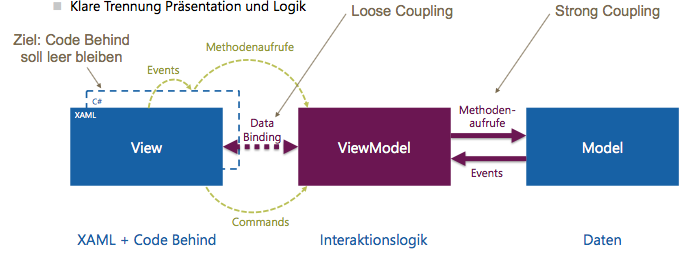 Klare Trennung Präsentation und Logik
Loose Coupling
Strong Coupling
Ziel: Code Behind
soll leer bleiben
Methodenaufrufe
Events
C#
XAML
View
Data
Binding
ViewModel
Methoden-
aufrufe
Events
Model
Commands
XAML + Code Behind
Interaktionslogik
Daten